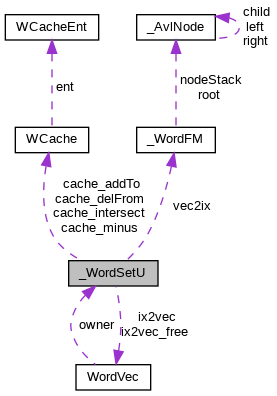 WCacheEnt
_AvlNode
child
left
right
ent
nodeStack
root
WCache
_WordFM
cache_addTo
cache_delFrom
cache_intersect
cache_minus
vec2ix
_WordSetU
owner
ix2vec
ix2vec_free
WordVec